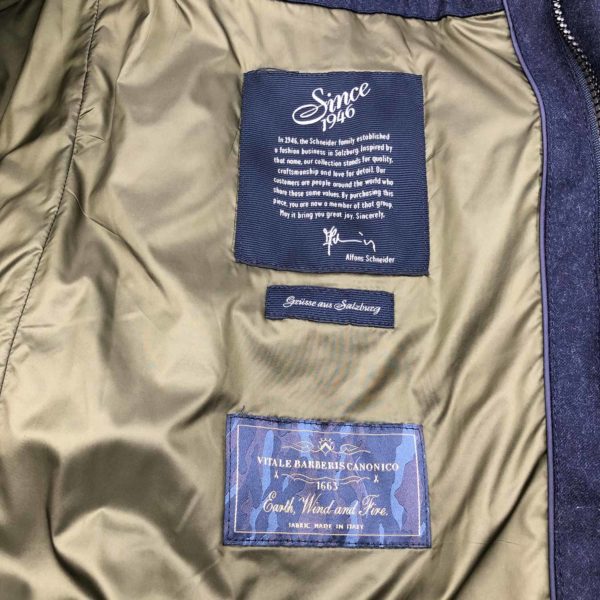 Since
1946
In 1946, the Schneider family established
a fashion business in Salzburg. Inspired by
that name, our collection stands for quality,
craftsmanship and love for detail. Our
customers are people around the world who
share these same values. By purchasing this
piece, you are now a member of that group.
May it bring you great joy. Sincerely,
Alfons Schneider
Grüsse aus Salzburg
VITALE BARBERIS CANONICO
1663
Earth, Wind and Fire.
FABRIC MADE IN ITALY